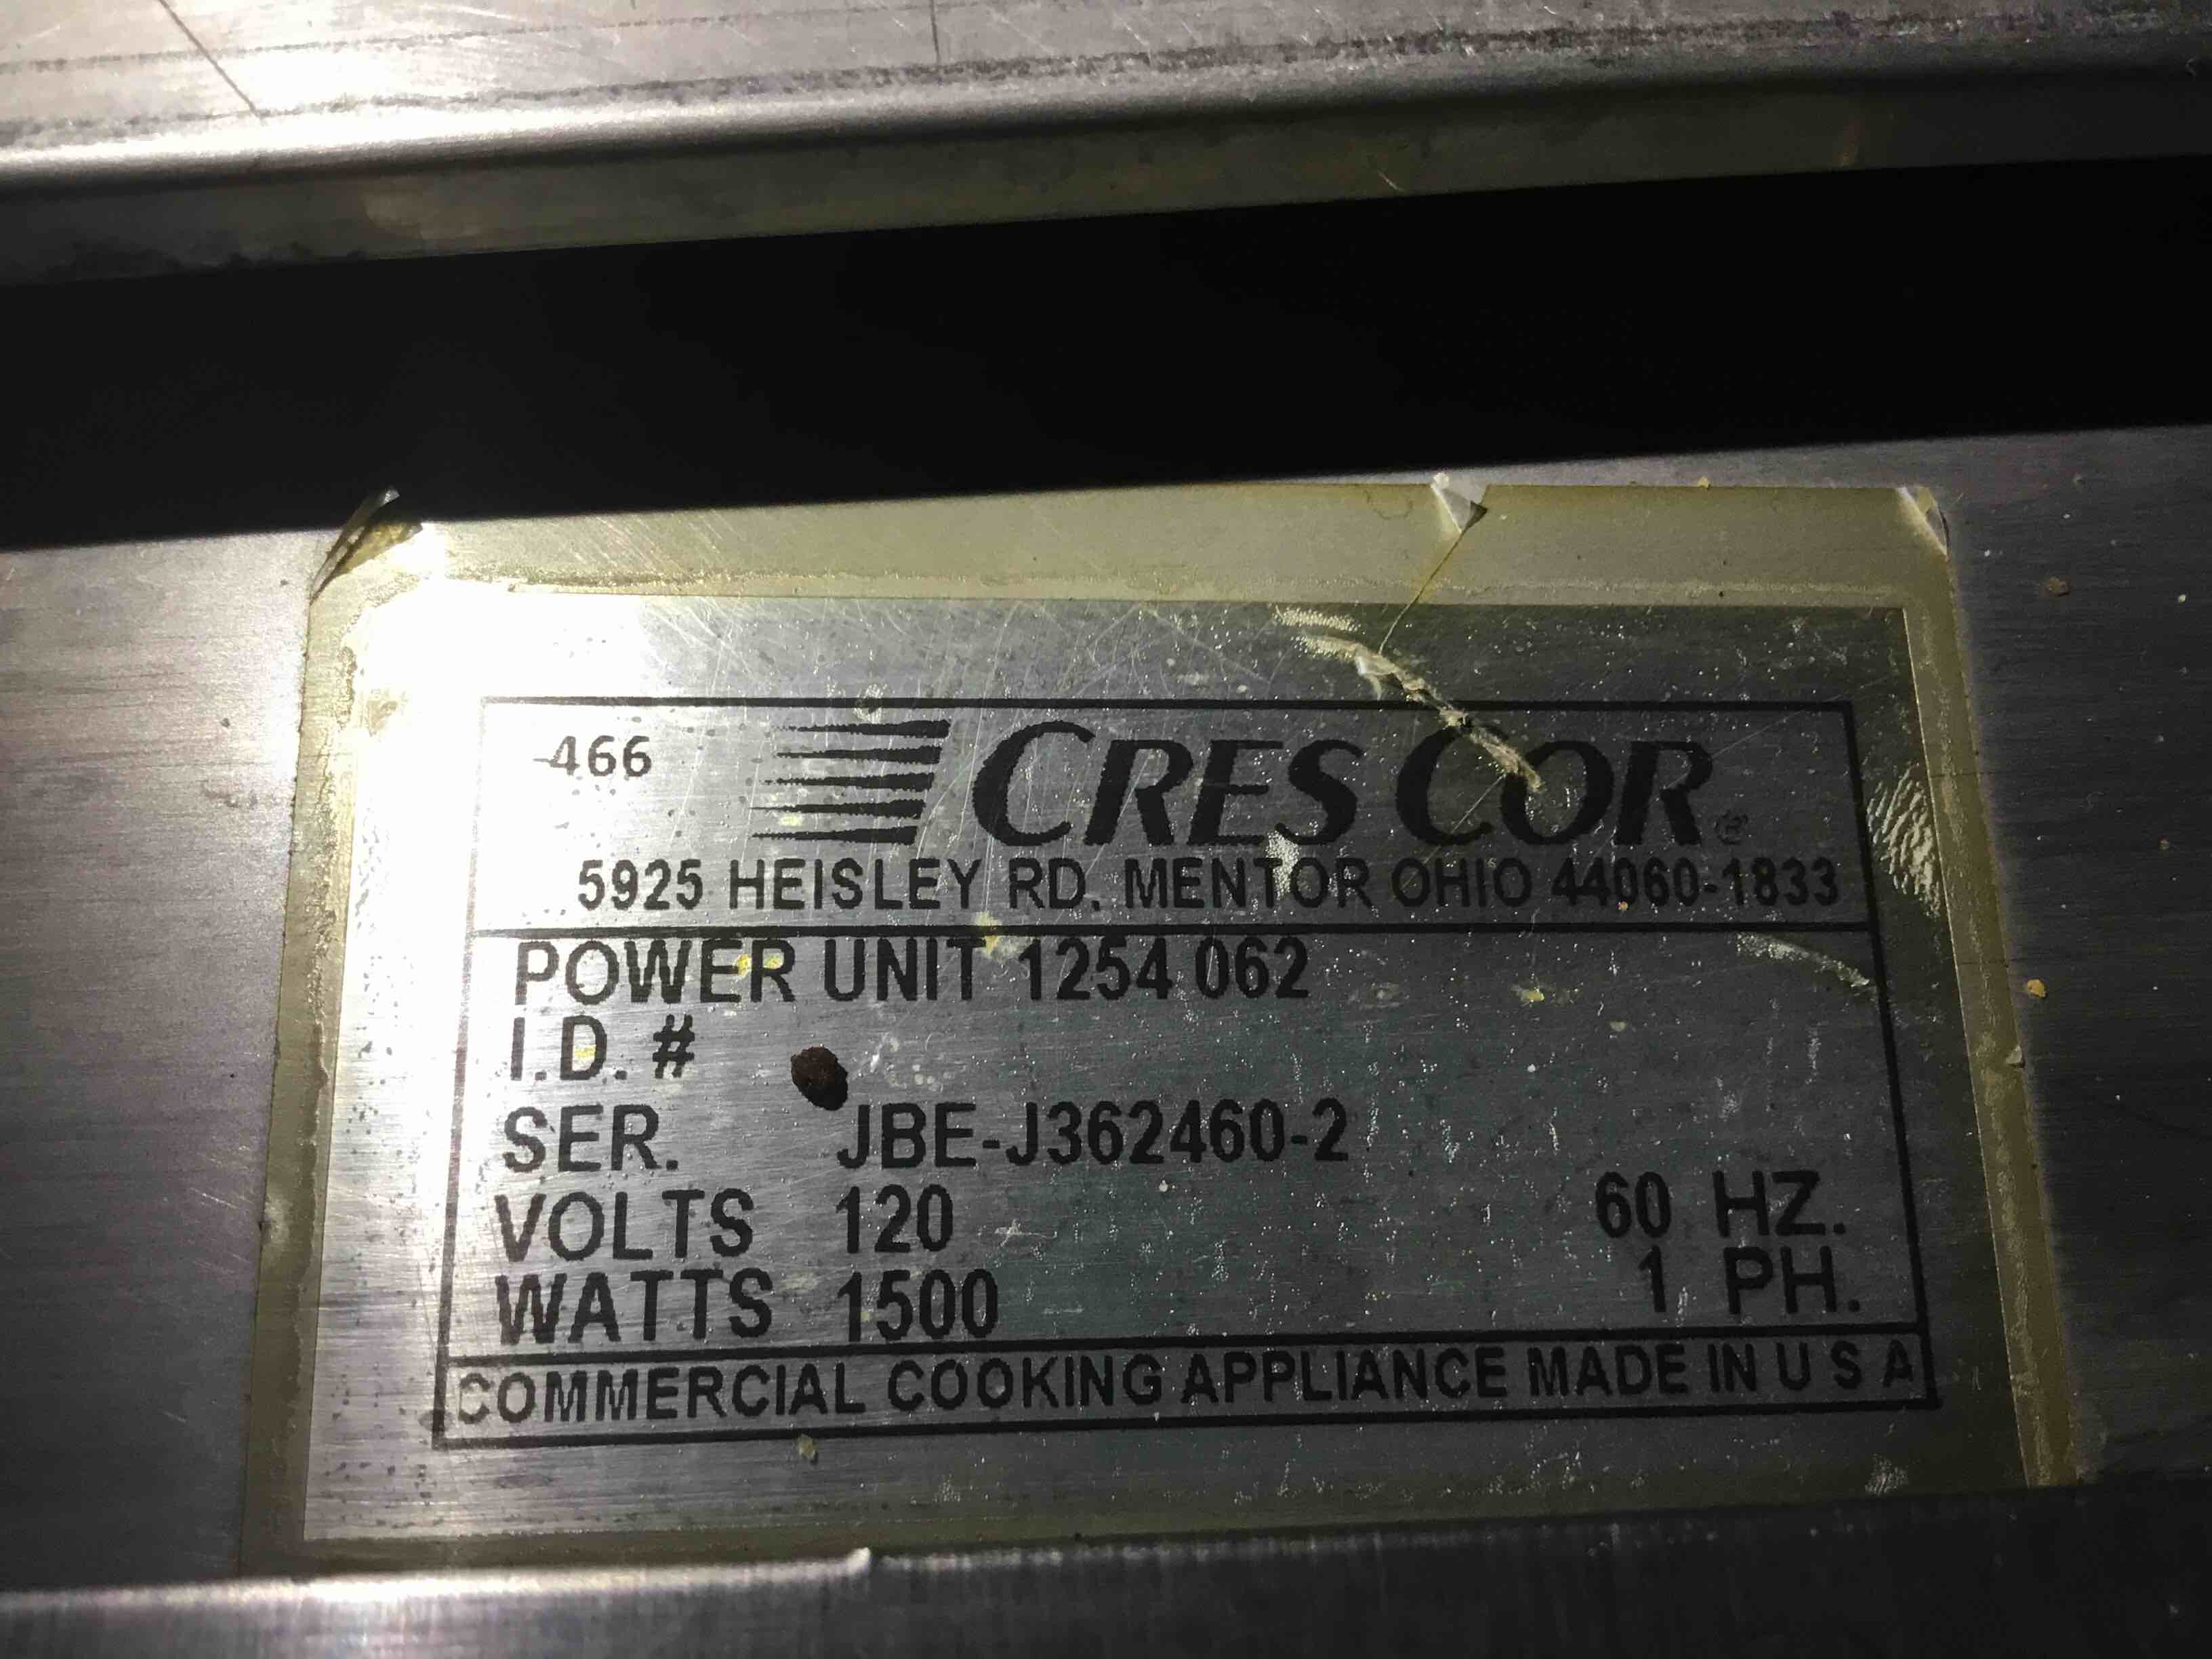 -466 CRES COR®
5925 HEISLEY RD. MENTOR OHIO 44060-1833
POWER UNIT 1254 062
I.D. #
SER. JBE-J362460-2
VOLTS 120 60 HZ.
WATTS 1500 1 PH.
COMMERCIAL COOKING APPLIANCE MADE IN U S A